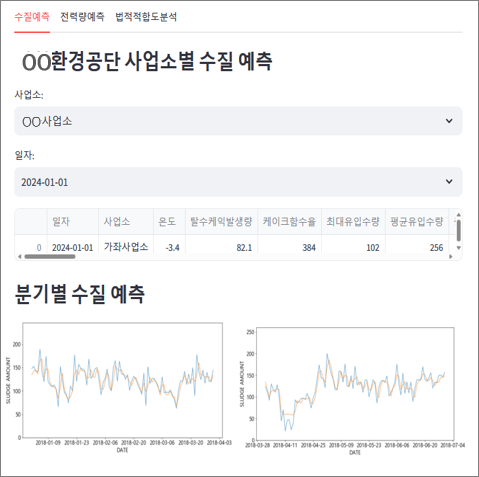 수질예측 전력량예측 법적적합도분석
OO환경공단 사업소별 수질 예측
사업소:
OO사업소
일자:
2024-01-01
일자 사업소 온도 탈수케익발생량 케이크함수율 최대유입수량 평균유입수량
0 2024-01-01 가좌사업소 -3.4 82.1 384 102 256
분기별 수질 예측
SLUDGE AMOUNT
200
150
100
50
0
2018-01-09 2018-01-23 2018-02-06 2018-02-20 2018-03-06 2018-03-20 2018-04-03
DATE
SLUDGE AMOUNT
250
200
150
100
50
0
2018-03-28 2018-04-11 2018-04-25 2018-05-09 2018-05-23 2018-06-06 2018-06-20 2018-07-04
DATE